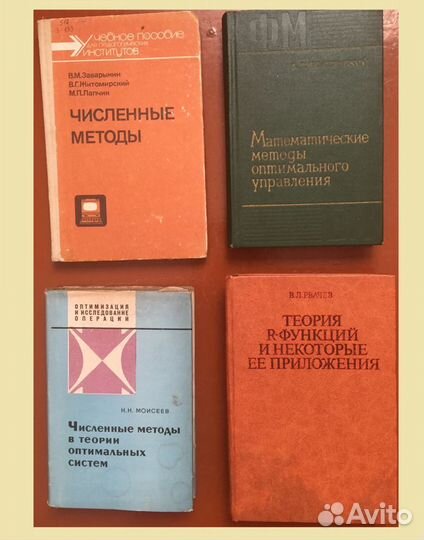 Учебное пособие
для педагогических
институтов
В.М.Заварыкин
В.Г.Житомирский
М.П.Лапчик
ЧИСЛЕННЫЕ
МЕТОДЫ
ФМ
Математические
методы
оптимального
управления
ОПТИМИЗАЦИЯ
И ИССЛЕДОВАНИЕ
ОПЕРАЦИЙ
Н.Н. МОИСЕЕВ
Численные методы
в теории
оптимальных
систем
В.Л.РВАЧЕВ
ТЕОРИЯ
R-ФУНКЦИЙ
И НЕКОТОРЫЕ
ЕЕ ПРИЛОЖЕНИЯ
Avito